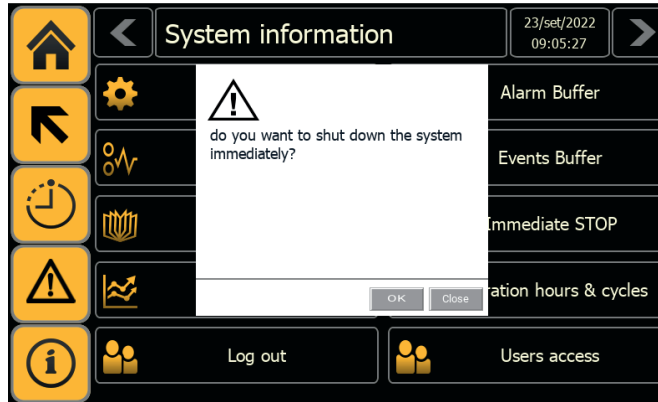 System information
23/set/2022
09:05:27
Alarm Buffer
do you want to shut down the system
immediately?
Events Buffer
Immediate STOP
ration hours & cycles
OK
Close
Log out
Users access